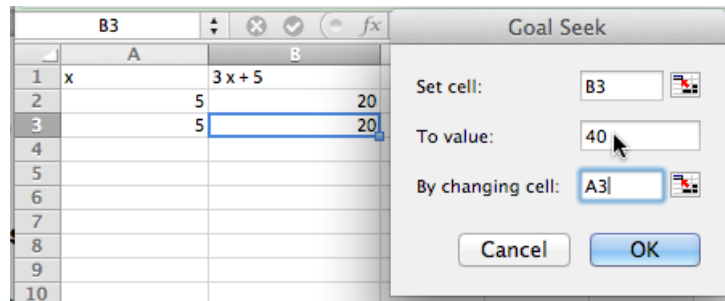 B3 fx Goal Seek
A B
1 x 3 x + 5
2 5 20
3 5 20
4
5
6
7
8
9
10
Set cell: B3
To value: 40
By changing cell: A3
Cancel OK